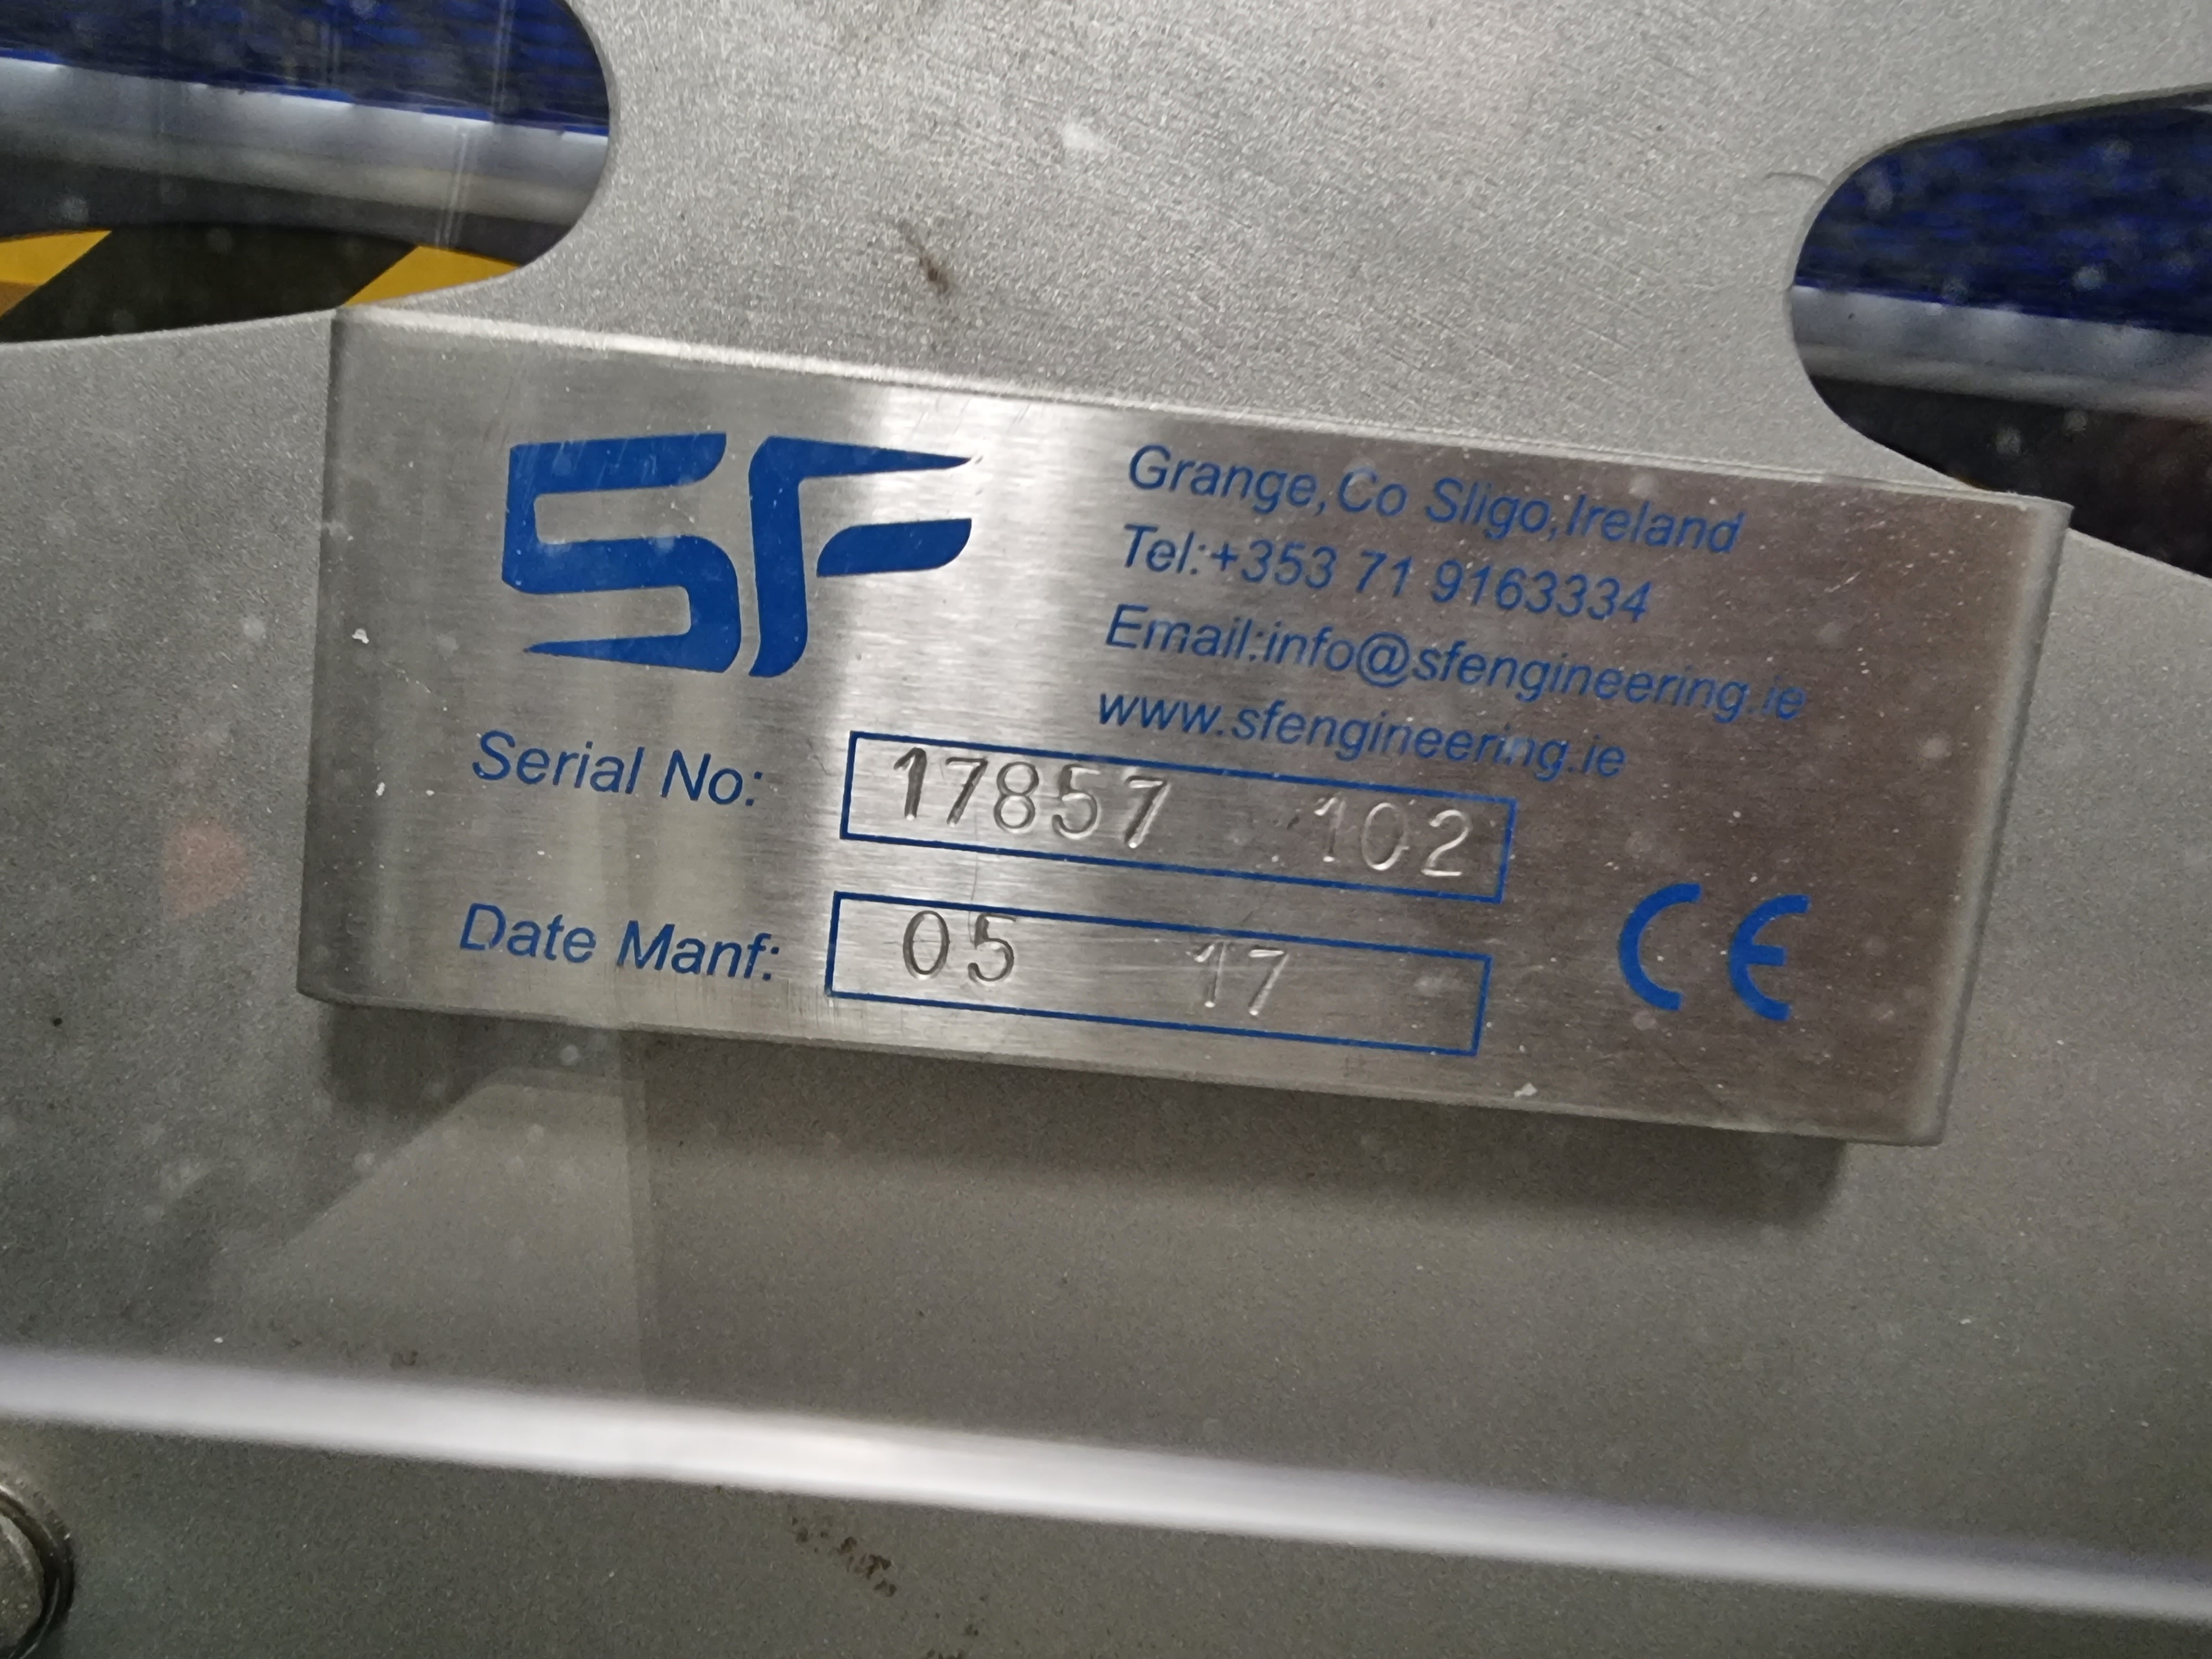 SF
Grange,Co Sligo,Ireland
Tel:+353 71 9163334
Email:info@sfengineering.ie
www.sfengineering.ie
Serial No: 17857 102
Date Manf: 05 17
CE